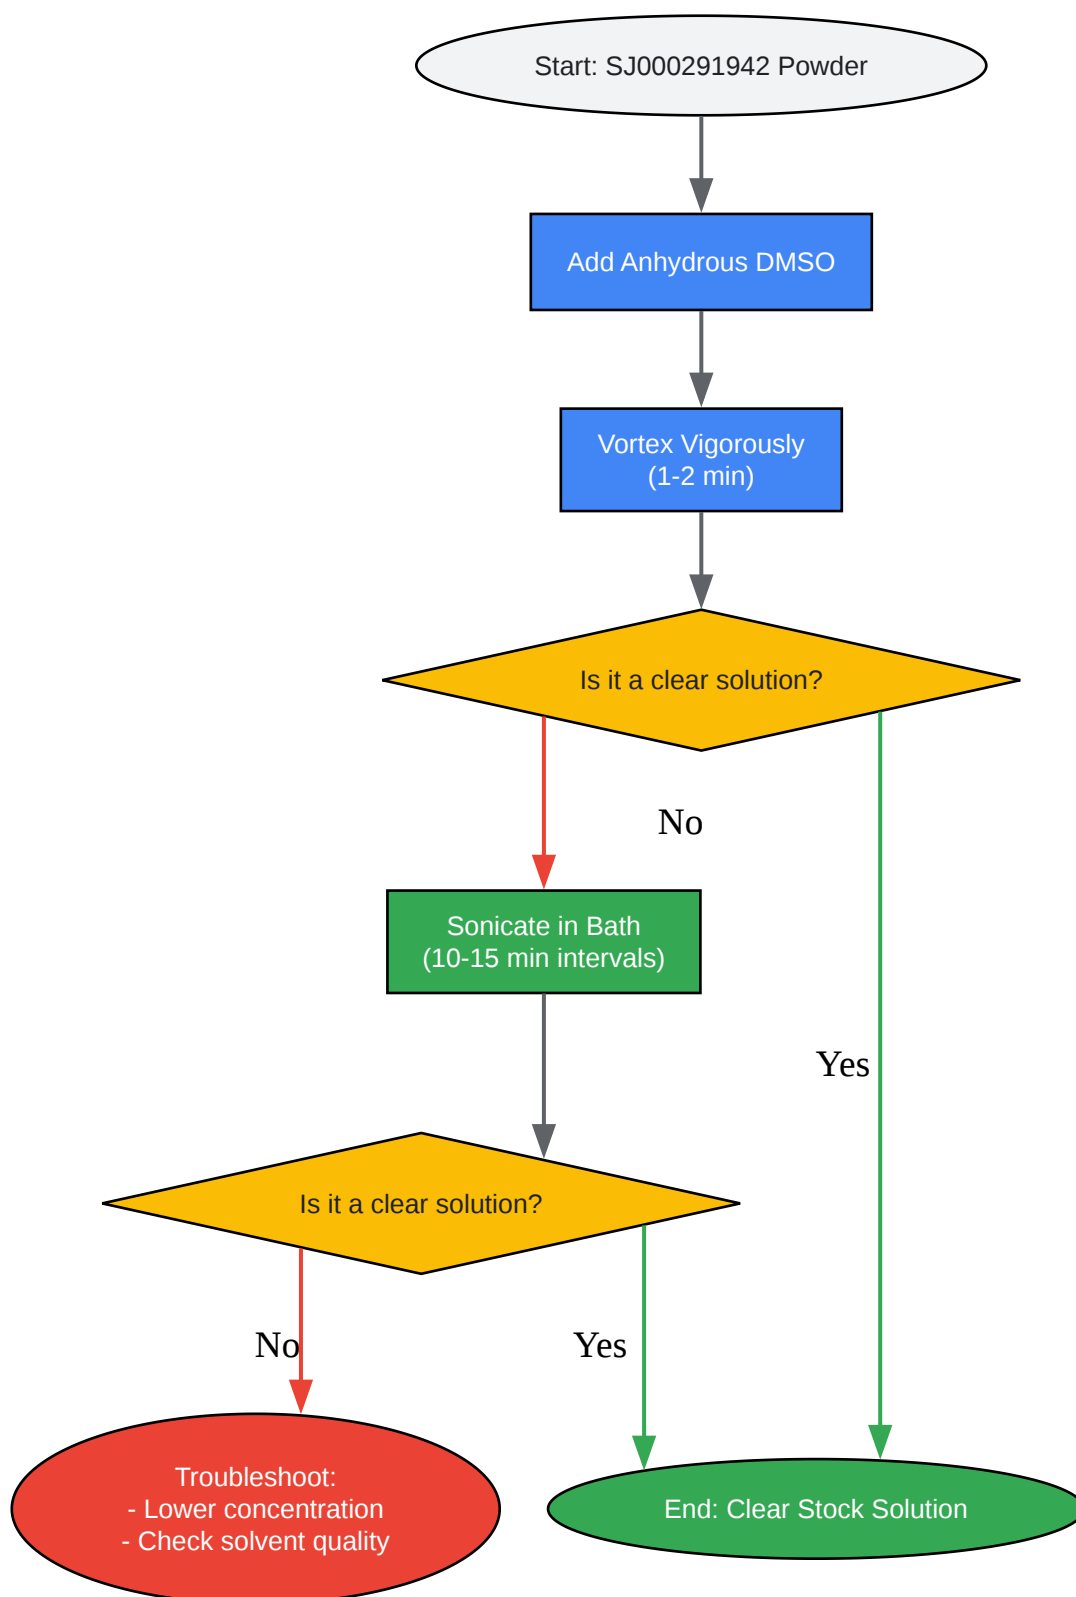 Start: SJ000291942 Powder
Add Anhydrous DMSO
Vortex Vigorously
(1-2 min)
Is it a clear solution?
No
Sonicate in Bath
(10-15 min intervals)
Yes
Is it a clear solution?
No
Yes
Troubleshoot:
- Lower concentration
- Check solvent quality
End: Clear Stock Solution